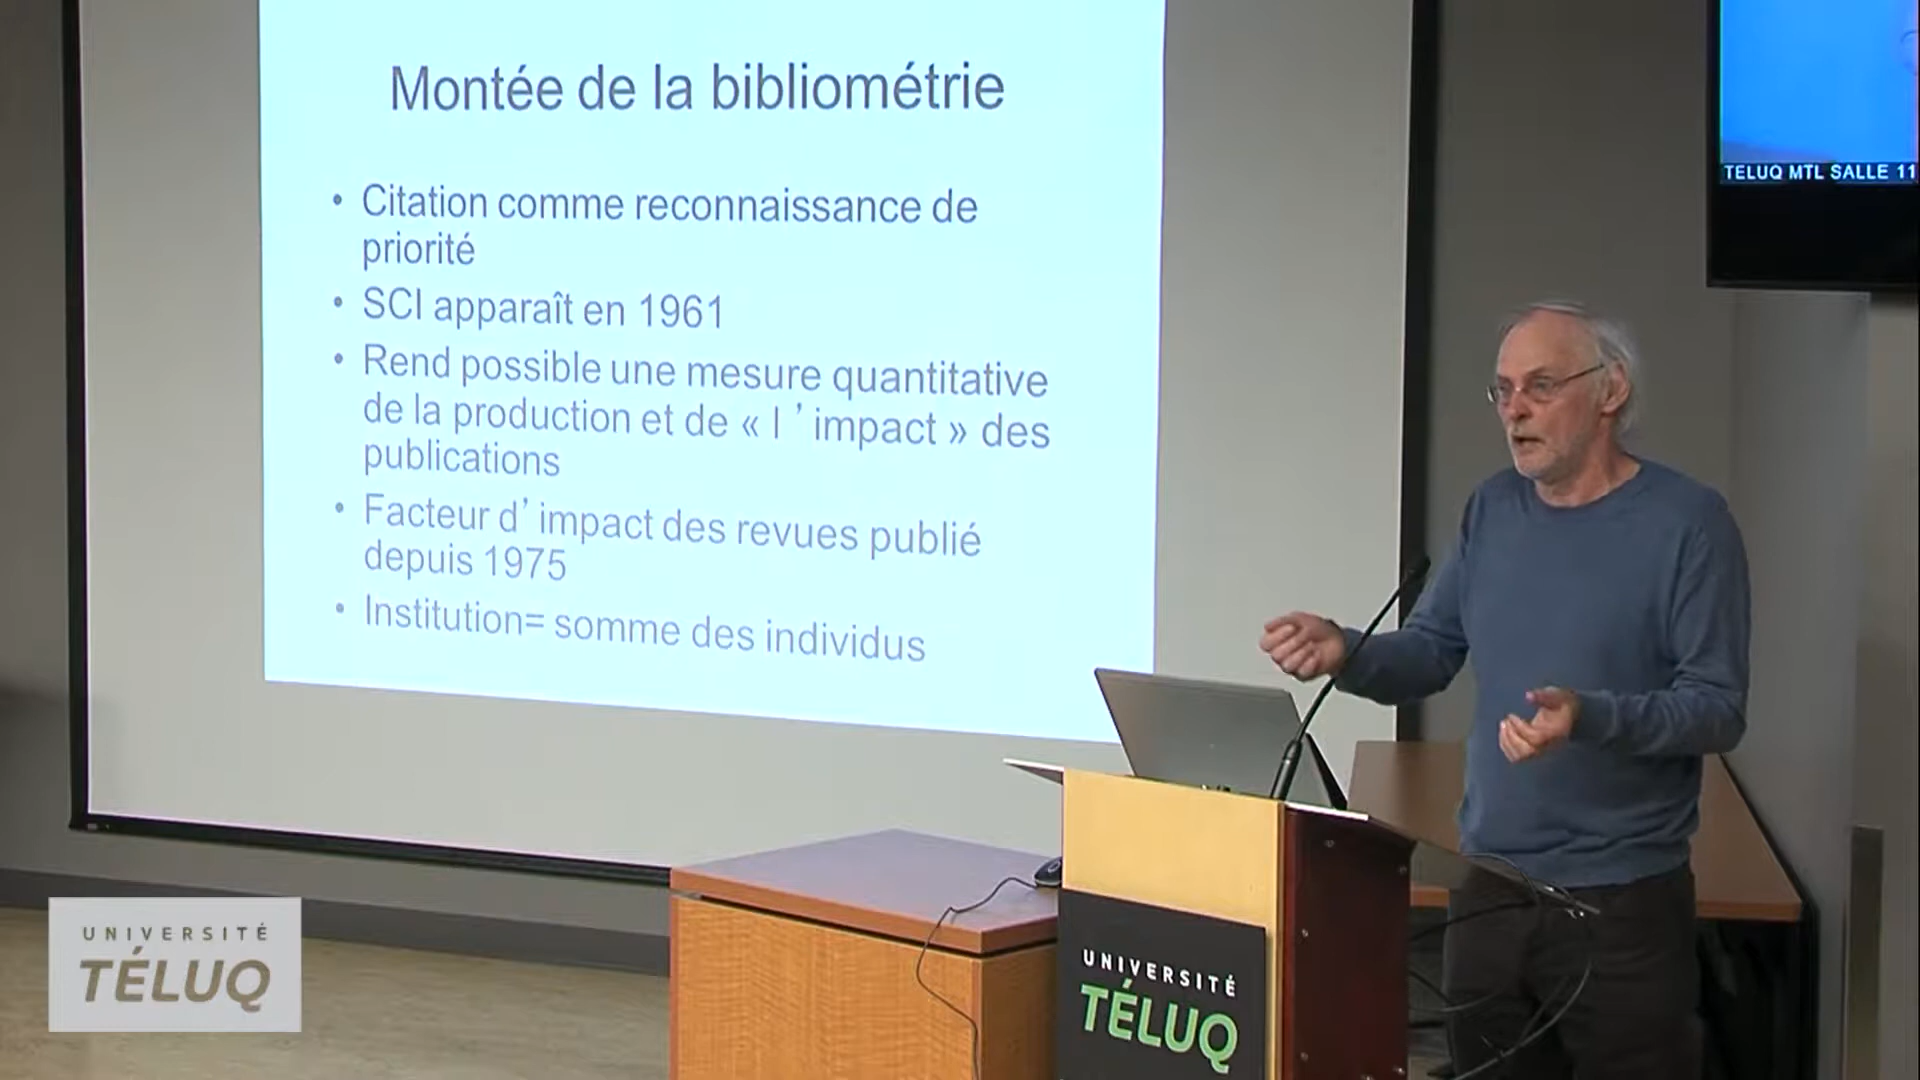 Montée de la bibliométrie
• Citation comme reconnaissance de
priorité
• SCI apparaît en 1961
• Rend possible une mesure quantitative
de la production et de « l ’ impact » des
publications
• Facteur d’ impact des revues publié
depuis 1975
• Institution= somme des individus
TELUQ MTL SALLE 11
UNIVERSITÉ
TÉLUQ
UNIVERSITÉ
TÉLUQ